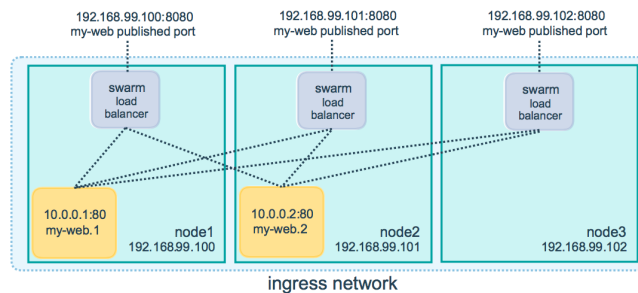 192.168.99.100:8080
my-web published port
192.168.99.101:8080
my-web published port
192.168.99.102:8080
my-web published port
swarm
load
balancer
swarm
load
balancer
swarm
load
balancer
10.0.0.1:80
my-web.1
node1
192.168.99.100
10.0.0.2:80
my-web.2
node2
192.168.99.101
node3
192.168.99.102
ingress network